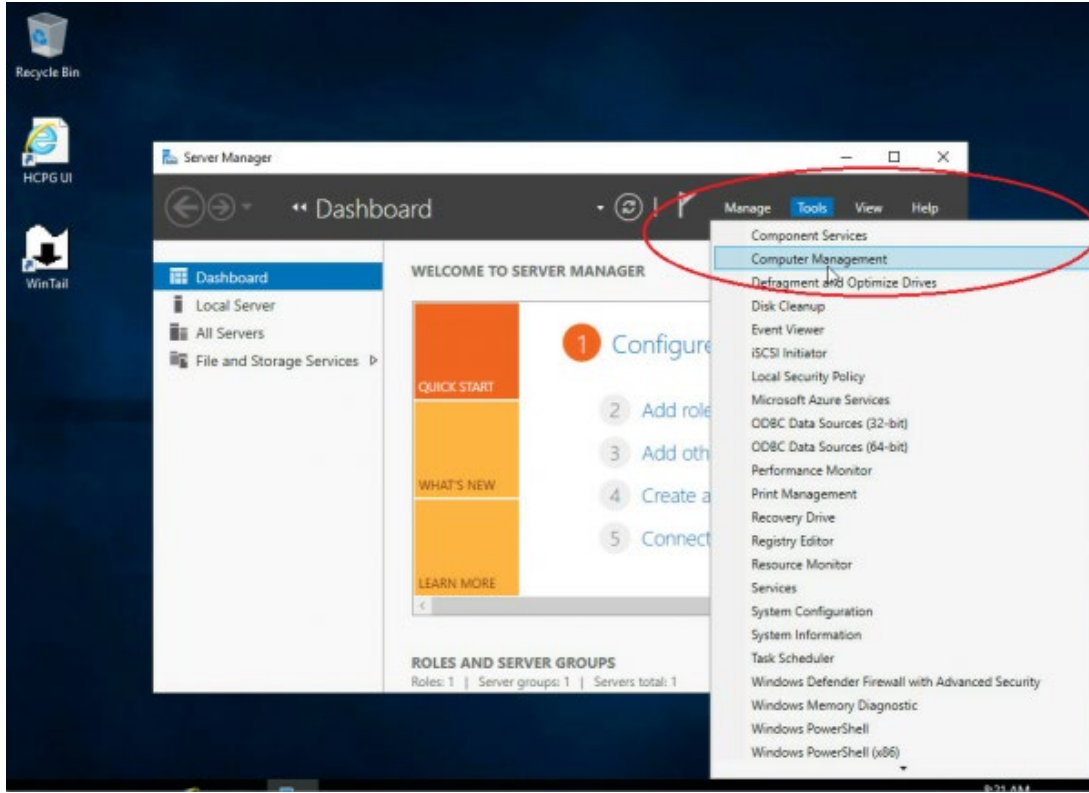 Recycle Bin
HCPG UI
WinTail
Server Manager
Dashboard
Manage Tools View Help
Dashboard
Local Server
All Servers
File and Storage Services
WELCOME TO SERVER MANAGER
QUICK START
WHAT'S NEW
LEARN MORE
1 Configure
2 Add role
3 Add oth
4 Create a
5 Connect
ROLES AND SERVER GROUPS
Roles: 1 | Server groups: 1 | Servers total: 1
Component Services
Computer Management
Defragment and Optimize Drives
Disk Cleanup
Event Viewer
iSCSI Initiator
Local Security Policy
Microsoft Azure Services
ODBC Data Sources (32-bit)
ODBC Data Sources (64-bit)
Performance Monitor
Print Management
Recovery Drive
Registry Editor
Resource Monitor
Services
System Configuration
System Information
Task Scheduler
Windows Defender Firewall with Advanced Security
Windows Memory Diagnostic
Windows PowerShell
Windows PowerShell (x86)